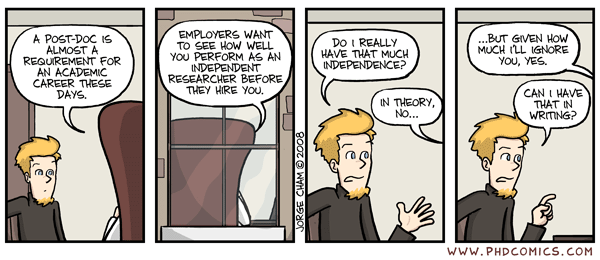 A POST-DOC IS
ALMOST A
REQUIREMENT FOR
AN ACADEMIC
CAREER THESE
DAYS.
EMPLOYERS WANT
TO SEE HOW WELL
YOU PERFORM AS AN
INDEPENDENT
RESEARCHER BEFORE
THEY HIRE YOU.
JORGE CHAM © 2008
DO I REALLY
HAVE THAT MUCH
INDEPENDENCE?
IN THEORY,
NO...
...BUT GIVEN HOW
MUCH I'LL IGNORE
YOU, YES.
CAN I HAVE
THAT IN
WRITING?
WWW.PHDCOMICS.COM